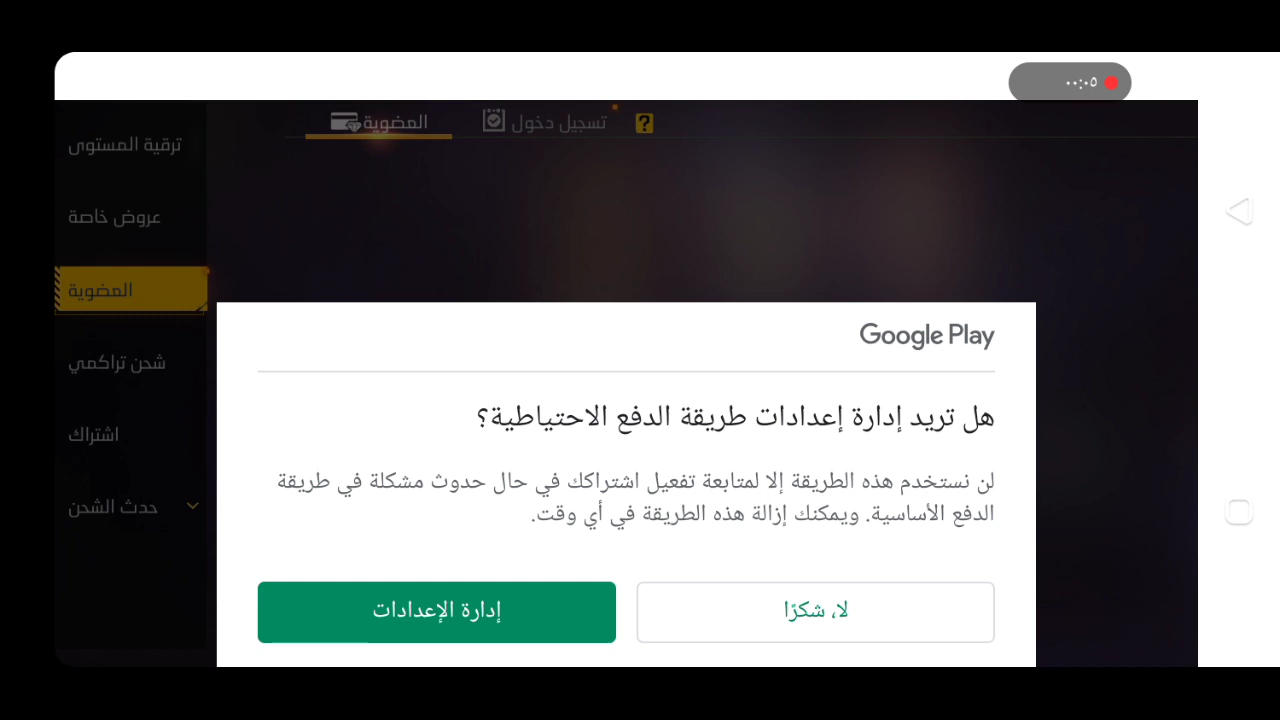 ٠٠:٠٥
العضوية
تسجيل دخول
?
ترقية المستوى
عروض خاصة
العضوية
شحن تراكمي
اشتراك
حدث الشحن
Google Play
هل تريد إدارة إعدادات طريقة الدفع الاحتياطية؟
لن نستخدم هذه الطريقة إلا لمتابعة تفعيل اشتراكك في حال حدوث مشكلة في طريقة
الدفع الأساسية. ويمكنك إزالة هذه الطريقة في أي وقت.
لا، شكرًا
إدارة الإعدادات